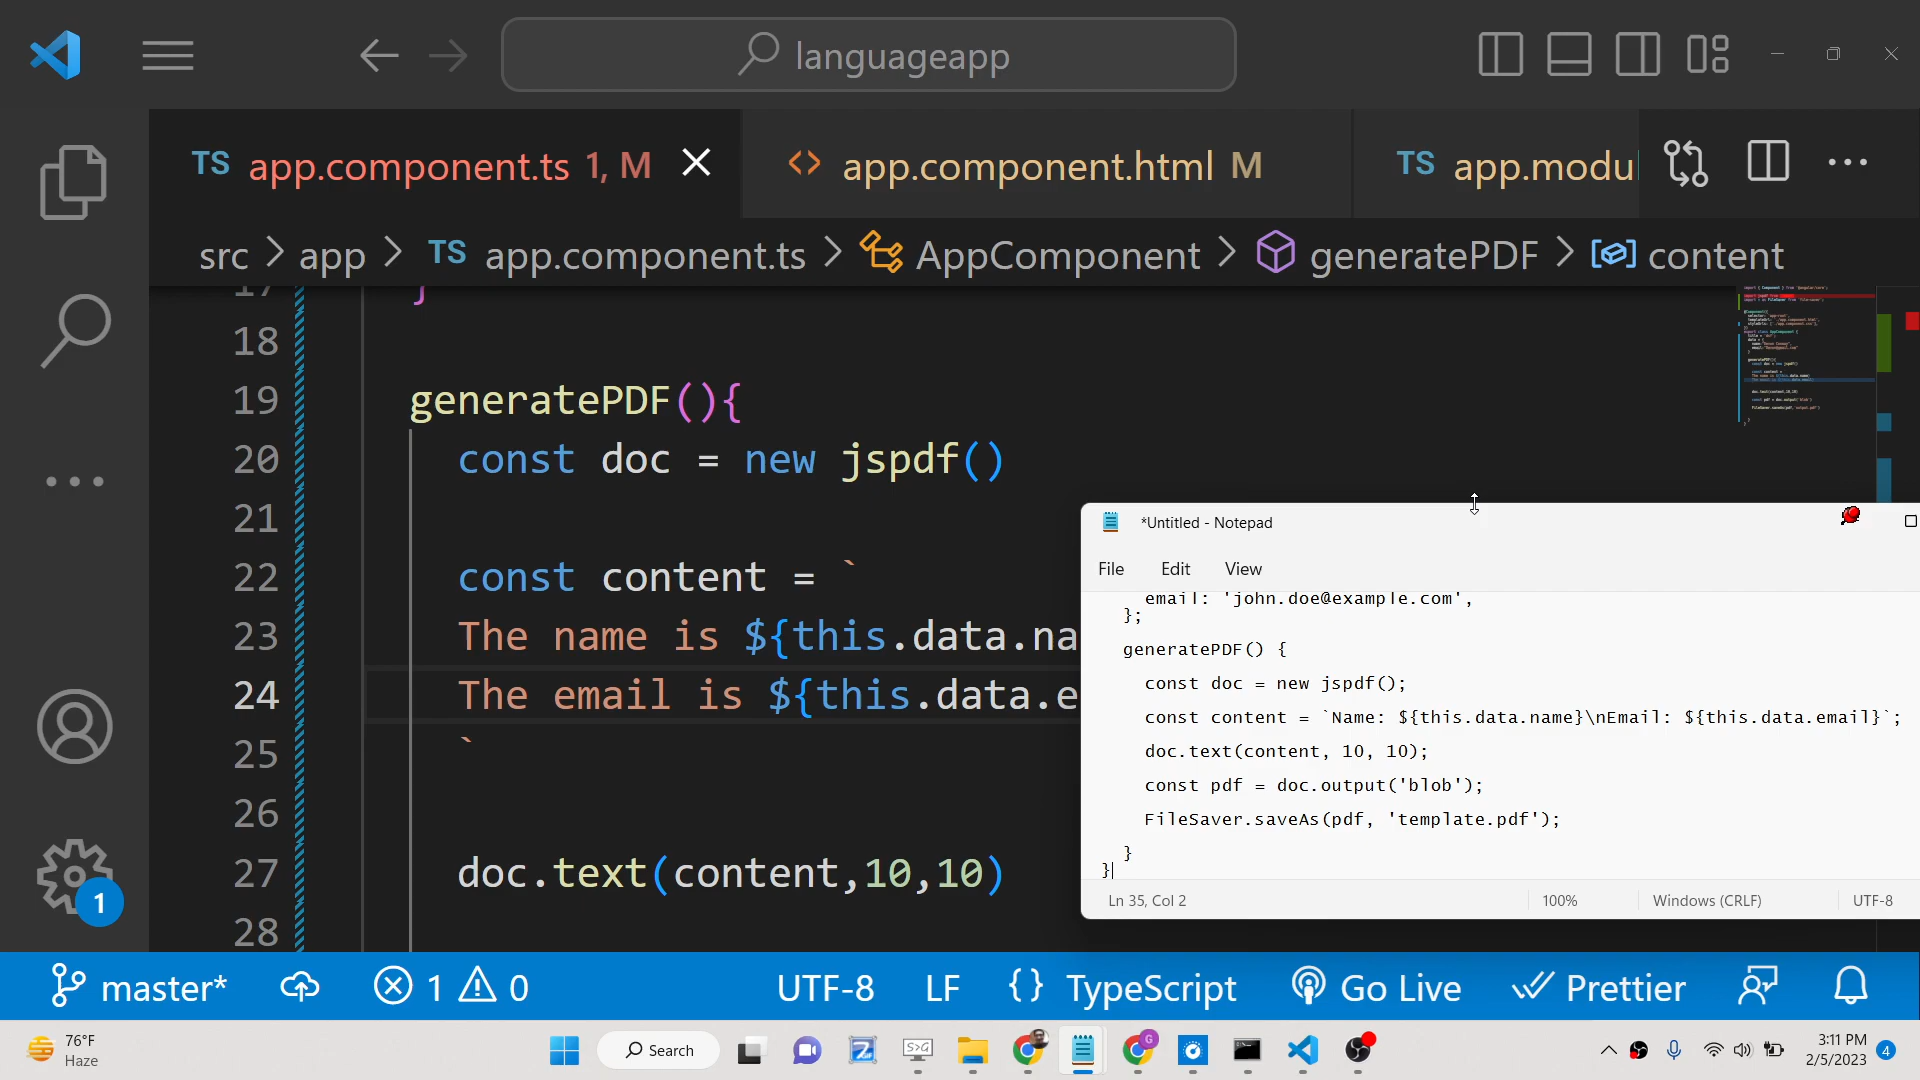 languageapp
TS app.component.ts 1, M
<> app.component.html M
TS app.modu
src > app > TS app.component.ts > AppComponent > generatePDF > content
17 }
18
19 generatePDF(){
20 const doc = new jspdf()
21
22 const content = `
23 The name is ${this.data.na
24 The email is ${this.data.e
25 `
26
27 doc.text(content,10,10)
28
*Untitled - Notepad
File Edit View
email: 'john.doe@example.com',
};
generatePDF() {
const doc = new jspdf();
const content = `Name: ${this.data.name}\nEmail: ${this.data.email}`;
doc.text(content, 10, 10);
const pdf = doc.output('blob');
FileSaver.saveAs(pdf, 'template.pdf');
}
}
Ln 35, Col 2 100% Windows (CRLF) UTF-8
1
master* 1 0 UTF-8 LF {} TypeScript Go Live Prettier
76°F
Haze
Search
3:11 PM
2/5/2023
4